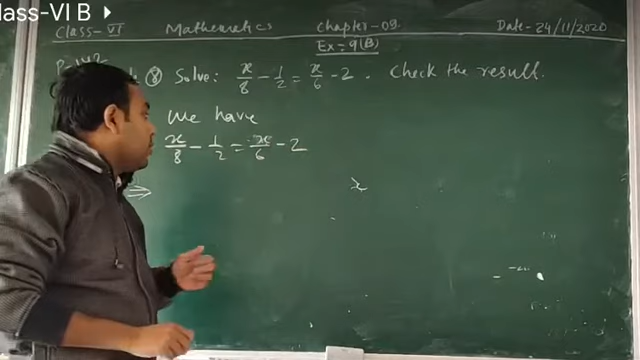 lass-VI B
Class-VI Mathematics Chapter-09. Date-24/11/2020
Ex=9(B)
⑧ Solve: x/8 - 1/2 = x/6 - 2. Check the result.
We have
x/8 - 1/2 = x/6 - 2
⇒
x